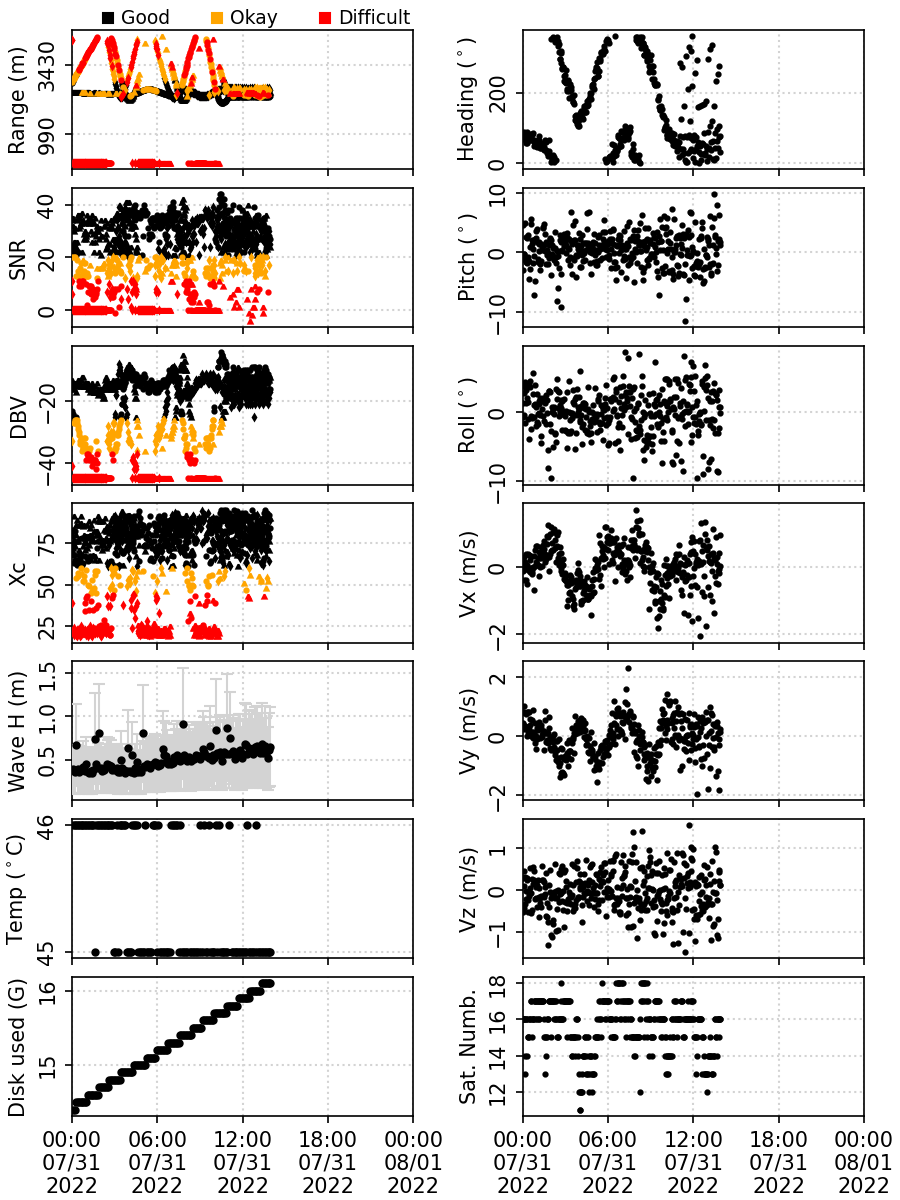 Good Okay Difficult
Range (m)
3430
990
Heading (°)
200
0
SNR
40
20
0
Pitch (°)
10
0
−10
DBV
−20
−40
Roll (°)
0
−10
Xc
75
50
25
Vx (m/s)
0
−2
Wave H (m)
1.5
1.0
0.5
Vy (m/s)
2
0
−2
Temp (°C)
46
45
Vz (m/s)
1
0
−1
Disk used (G)
16
15
Sat. Numb.
18
16
14
12
00:00 06:00 12:00 18:00 00:00
07/31 07/31 07/31 07/31 08/01
2022 2022 2022 2022 2022
00:00 06:00 12:00 18:00 00:00
07/31 07/31 07/31 07/31 08/01
2022 2022 2022 2022 2022